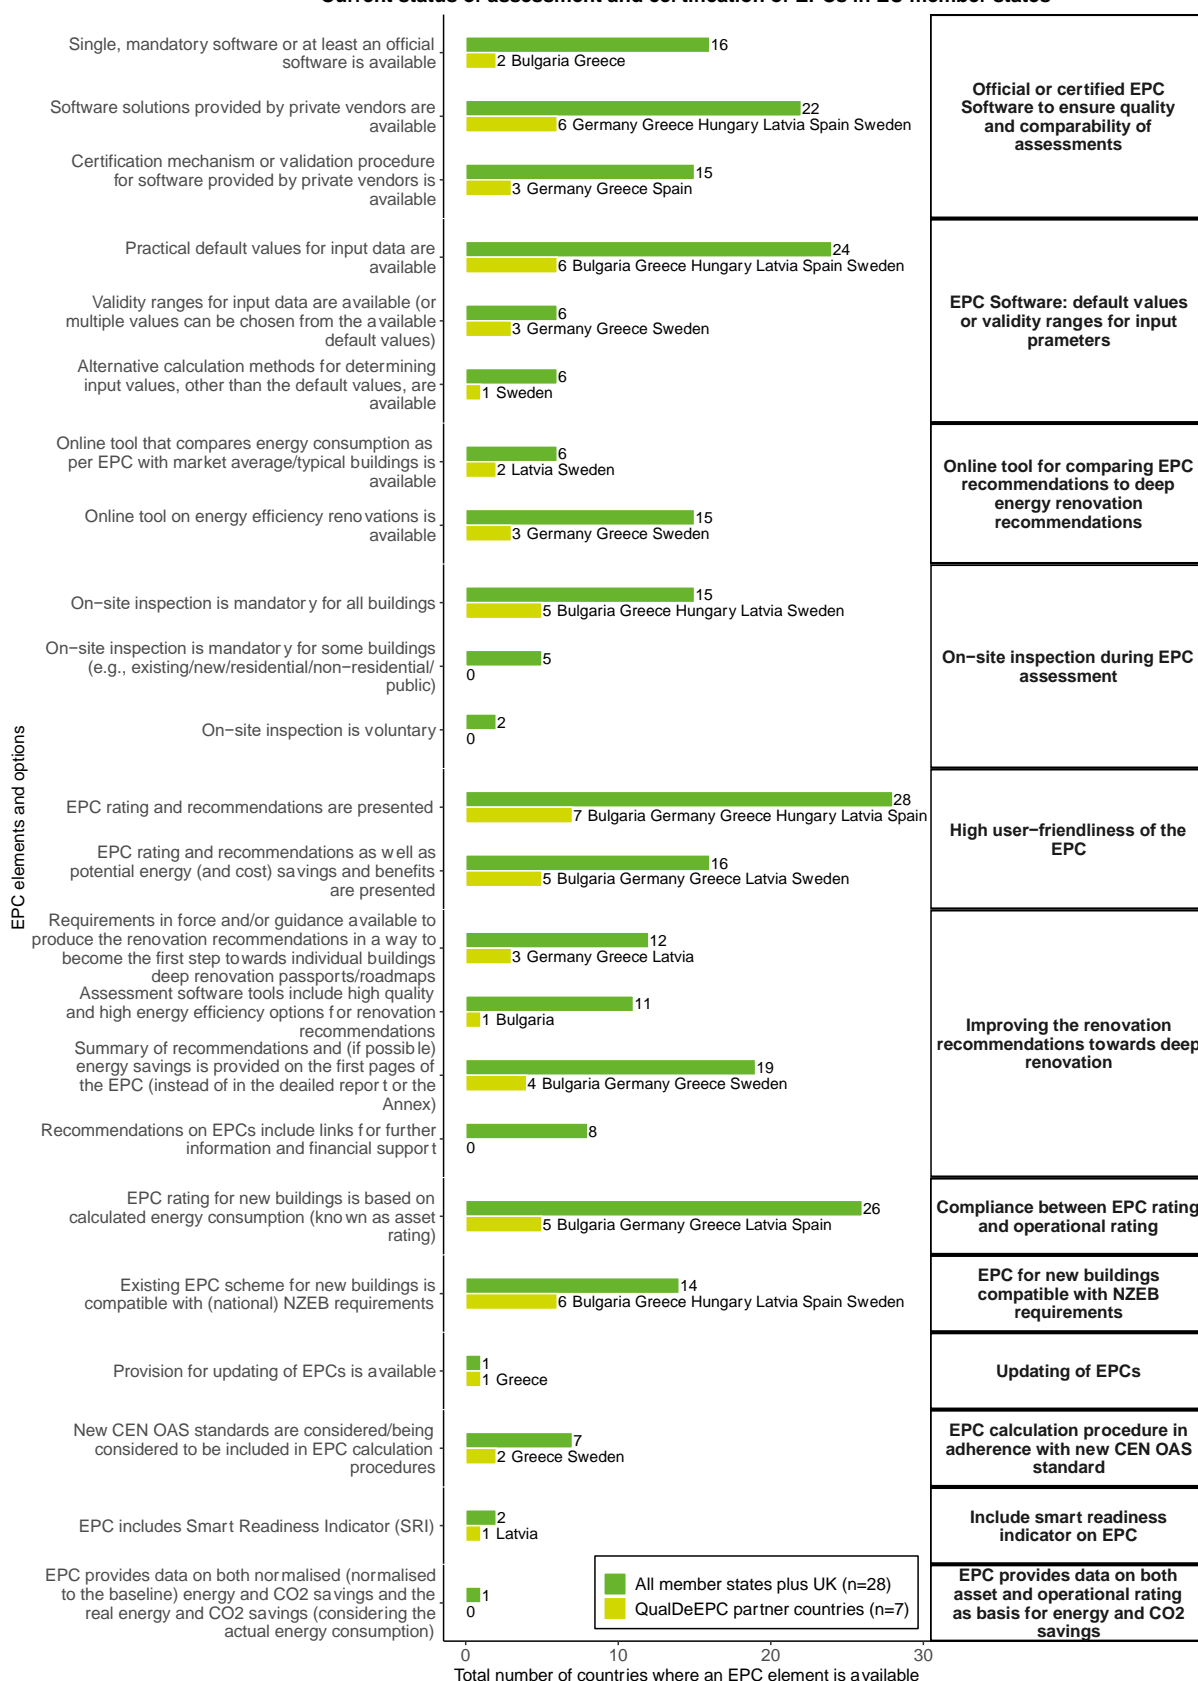 Current status of assessment and certification of EPCs in EU member states
Single, mandatory software or at least an official
software is available
16
2 Bulgaria Greece
Software solutions provided by private vendors are
available
22
6 Germany Greece Hungary Latvia Spain Sweden
Certification mechanism or validation procedure
for software provided by private vendors is
available
15
3 Germany Greece Spain
Official or certified EPC
Software to ensure quality
and comparability of
assessments
Practical default values for input data are
available
24
6 Bulgaria Greece Hungary Latvia Spain Sweden
Validity ranges for input data are available (or
multiple values can be chosen from the available
default values)
6
3 Germany Greece Sweden
Alternative calculation methods for determining
input values, other than the default values, are
available
6
1 Sweden
EPC Software: default values
or validity ranges for input
prameters
Online tool that compares energy consumption as
per EPC with market average/typical buildings is
available
6
2 Latvia Sweden
Online tool on energy efficiency renovations is
available
15
3 Germany Greece Sweden
Online tool for comparing EPC
recommendations to deep
energy renovation
recommendations
On−site inspection is mandatory for all buildings
15
5 Bulgaria Greece Hungary Latvia Sweden
On−site inspection is mandatory for some buildings
(e.g., existing/new/residential/non−residential/
public)
5
0
On−site inspection is voluntary
2
0
On−site inspection during EPC
assessment
EPC rating and recommendations are presented
28
7 Bulgaria Germany Greece Hungary Latvia Spain
EPC rating and recommendations as well as
potential energy (and cost) savings and benefits
are presented
16
5 Bulgaria Germany Greece Latvia Sweden
High user−friendliness of the
EPC
Requirements in force and/or guidance available to
produce the renovation recommendations in a way to
become the first step towards individual buildings
deep renovation passports/roadmaps
12
3 Germany Greece Latvia
Assessment software tools include high quality
and high energy efficiency options for renovation
recommendations
11
1 Bulgaria
Summary of recommendations and (if possible)
energy savings is provided on the first pages of
the EPC (instead of in the deailed report or the
Annex)
19
4 Bulgaria Germany Greece Sweden
Recommendations on EPCs include links for further
information and financial support
8
0
Improving the renovation
recommendations towards deep
renovation
EPC rating for new buildings is based on
calculated energy consumption (known as asset
rating)
26
5 Bulgaria Germany Greece Latvia Spain
Compliance between EPC rating
and operational rating
Existing EPC scheme for new buildings is
compatible with (national) NZEB requirements
14
6 Bulgaria Greece Hungary Latvia Spain Sweden
EPC for new buildings
compatible with NZEB
requirements
Provision for updating of EPCs is available
1
1 Greece
Updating of EPCs
New CEN OAS standards are considered/being
considered to be included in EPC calculation
procedures
7
2 Greece Sweden
EPC calculation procedure in
adherence with new CEN OAS
standard
EPC includes Smart Readiness Indicator (SRI)
2
1 Latvia
Include smart readiness
indicator on EPC
EPC provides data on both normalised (normalised
to the baseline) energy and CO2 savings and the
real energy and CO2 savings (considering the
actual energy consumption)
1
0
EPC provides data on both
asset and operational rating
as basis for energy and CO2
savings
All member states plus UK (n=28)
QualDeEPC partner countries (n=7)
0
10
20
30
Total number of countries where an EPC element is available
EPC elements and options